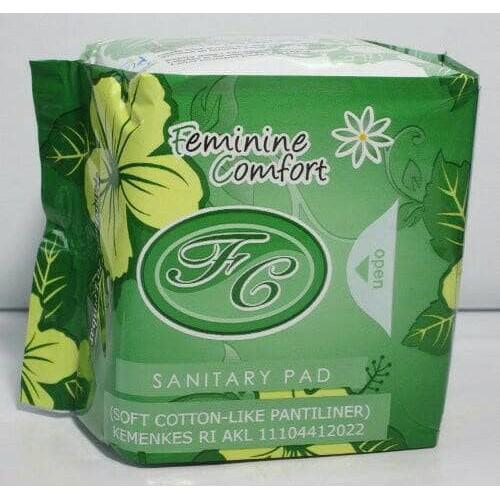 Feminine
Comfort
FC
open
SANITARY PAD
(SOFT COTTON-LIKE PANTILINER)
KEMENKES RI AKL 11104412022